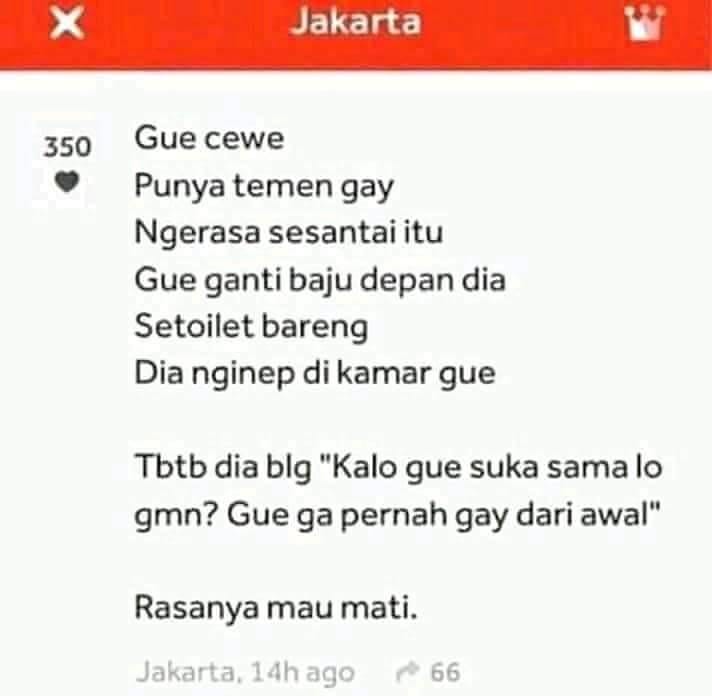 Jakarta
350
Gue cewe
Punya temen gay
Ngerasa sesantai itu
Gue ganti baju depan dia
Setoilet bareng
Dia nginep di kamar gue
Tbtb dia blg "Kalo gue suka sama lo
gmn? Gue ga pernah gay dari awal"
Rasanya mau mati.
Jakarta, 14h ago 66